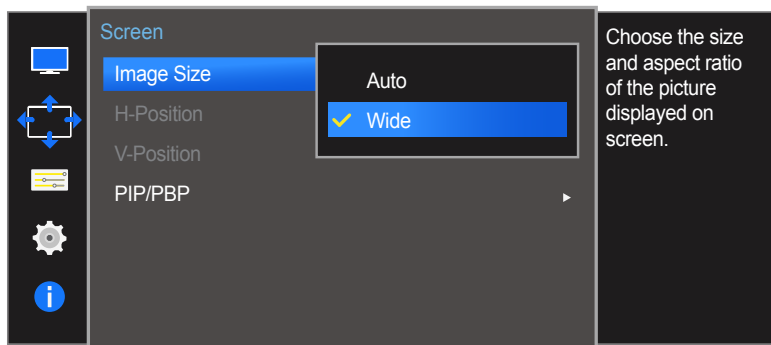 Screen
Image Size
Auto
H-Position
Wide
V-Position
PIP/PBP
Choose the size
and aspect ratio
of the picture
displayed on
screen.